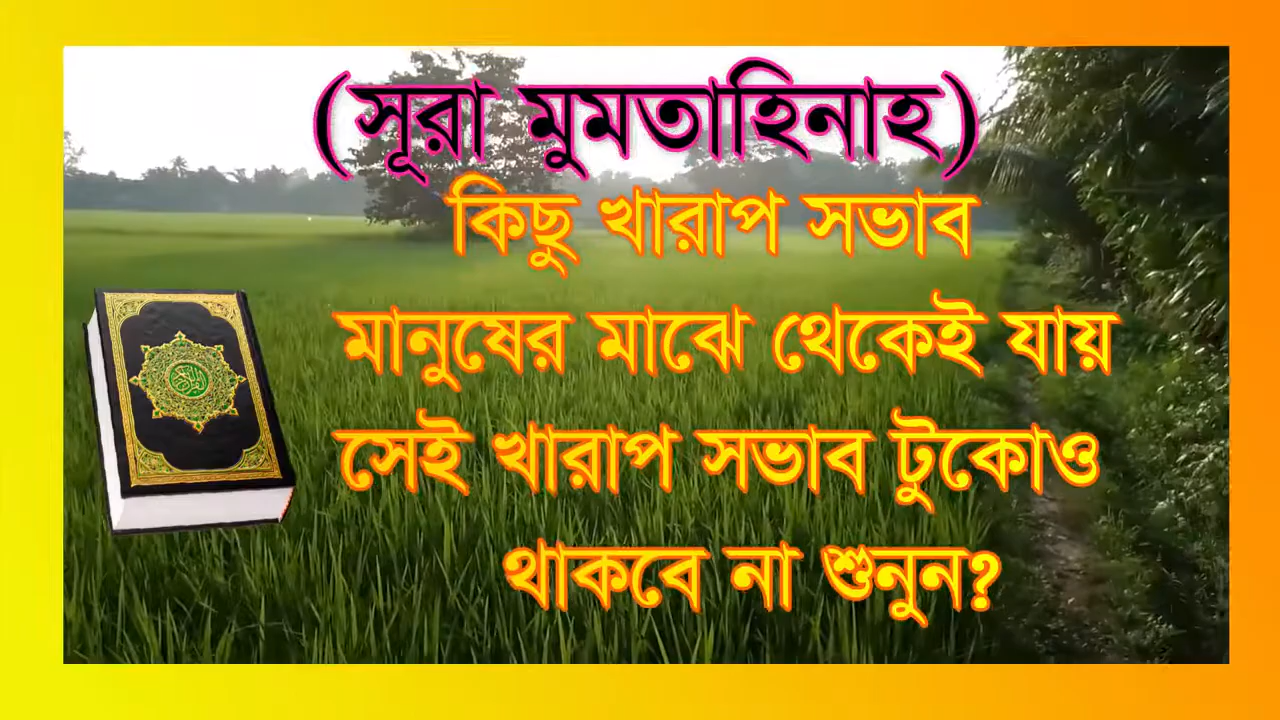 (সূরা মুমতাহিনাহ)
কিছু খারাপ সভাব
মানুষের মাঝে থেকেই যায়
সেই খারাপ সভাব টুকোও
থাকবে না শুনুন?